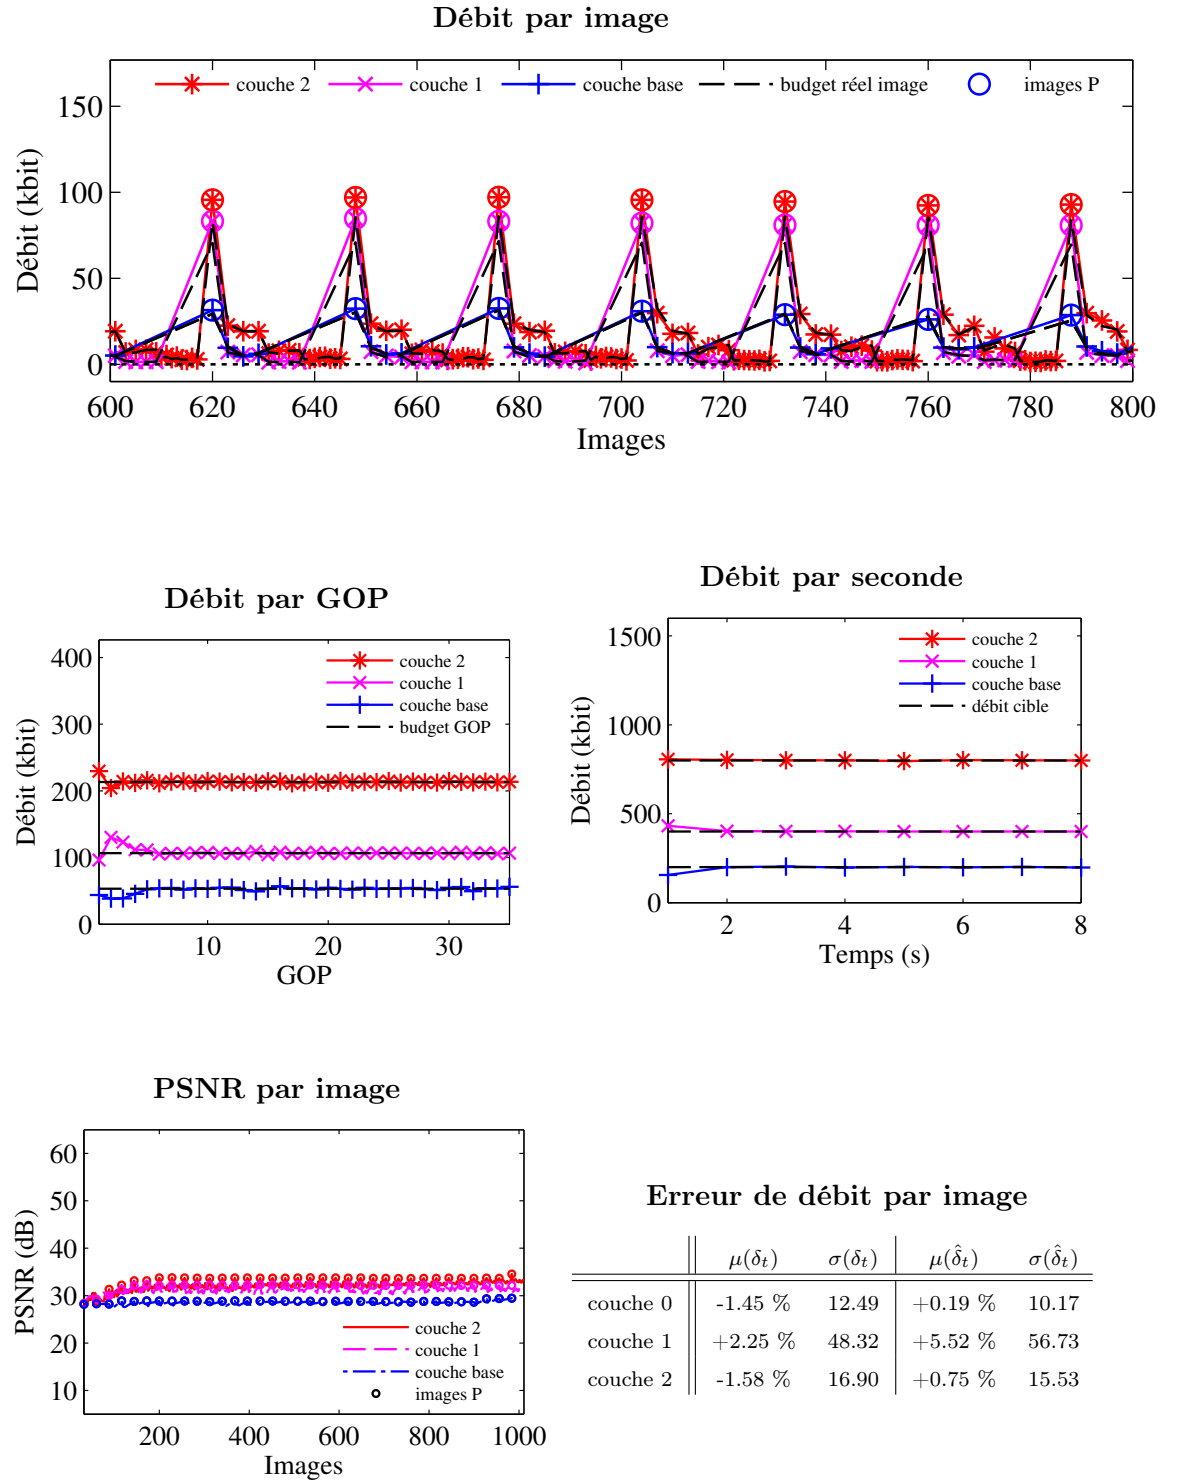 Débit par image
couche 2 couche 1 couche base budget réel image images P
150
100
50
0
Débit (kbit)
600 620 640 660 680 700 720 740 760 780 800
Images
Débit par GOP
couche 2
couche 1
couche base
budget GOP
400
300
200
100
0
Débit (kbit)
10 20 30
GOP
Débit par seconde
couche 2
couche 1
couche base
débit cible
1500
1000
500
0
Débit (kbit)
2 4 6 8
Temps (s)
PSNR par image
60
50
40
30
20
10
PSNR (dB)
couche 2
couche 1
couche base
images P
200 400 600 800 1000
Images
Erreur de débit par image
μ(δt) σ(δt) μ(δ̂t) σ(δ̂t)
couche 0 -1.45 % 12.49 +0.19 % 10.17
couche 1 +2.25 % 48.32 +5.52 % 56.73
couche 2 -1.58 % 16.90 +0.75 % 15.53